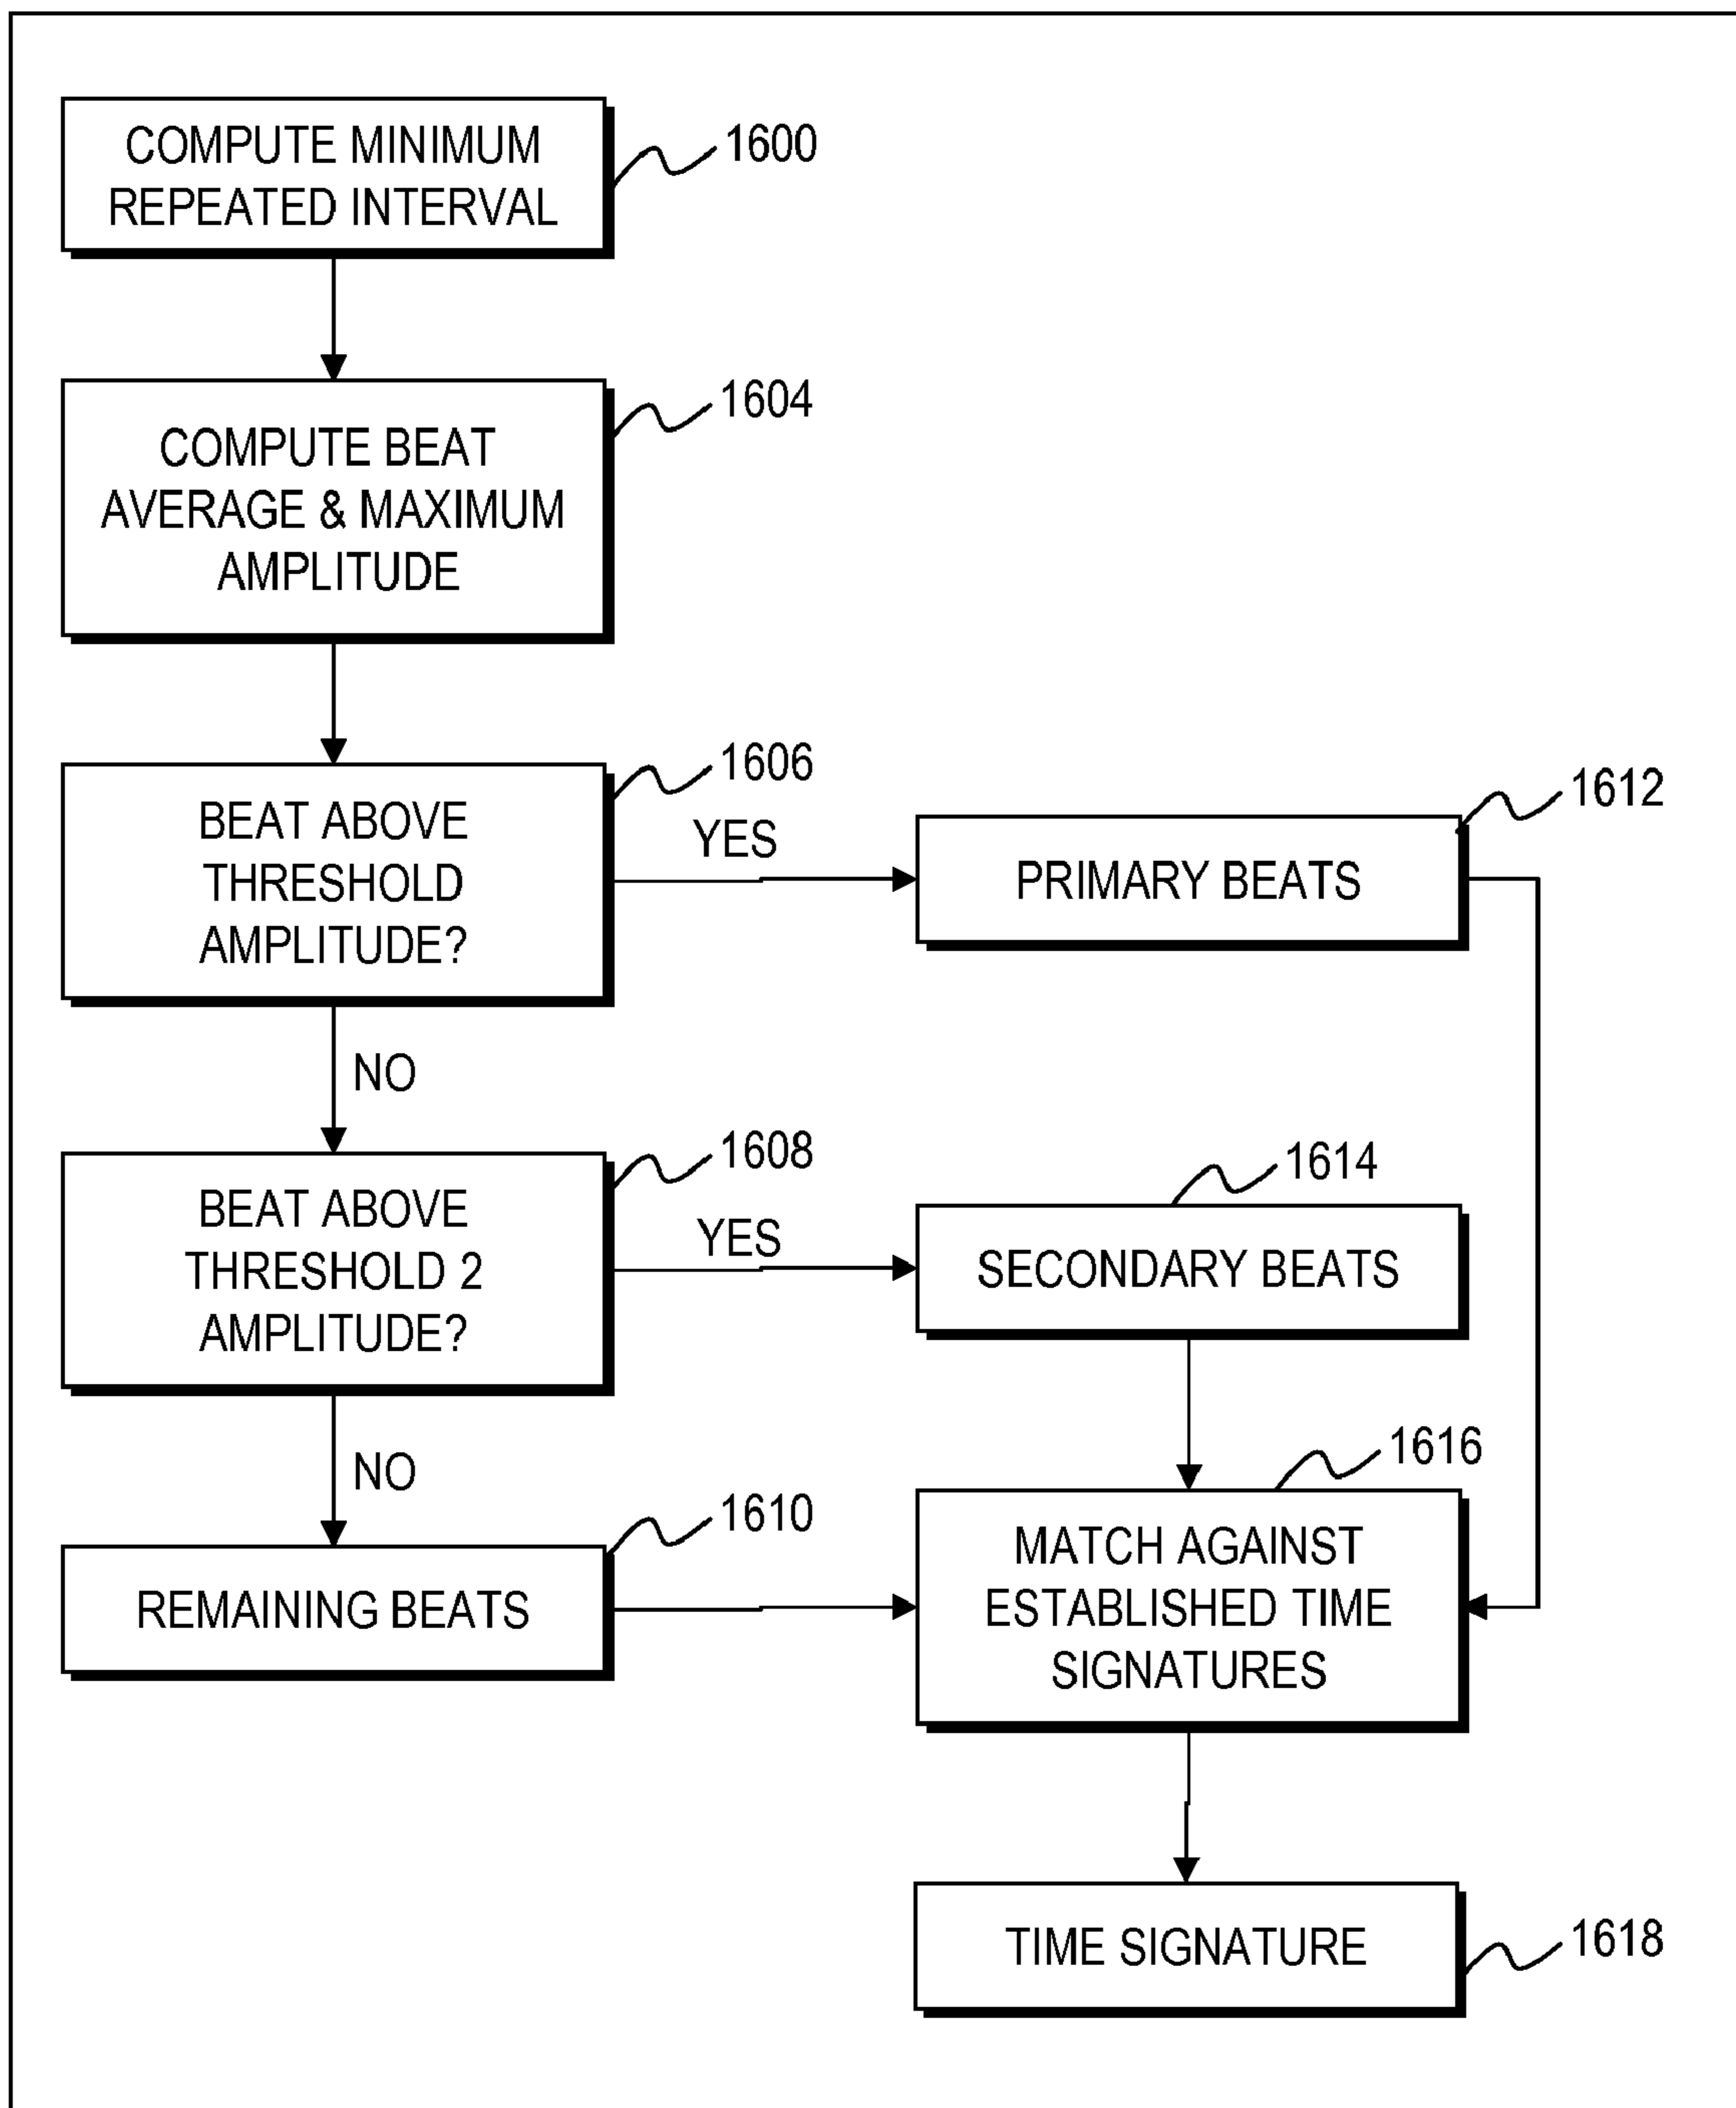 COMPUTE MINIMUM
REPEATED INTERVAL
1600
COMPUTE BEAT
AVERAGE & MAXIMUM
AMPLITUDE
1604
BEAT ABOVE
THRESHOLD
AMPLITUDE?
1606
YES
PRIMARY BEATS
1612
NO
BEAT ABOVE
THRESHOLD 2
AMPLITUDE?
1608
YES
SECONDARY BEATS
1614
NO
REMAINING BEATS
1610
MATCH AGAINST
ESTABLISHED TIME
SIGNATURES
1616
TIME SIGNATURE
1618